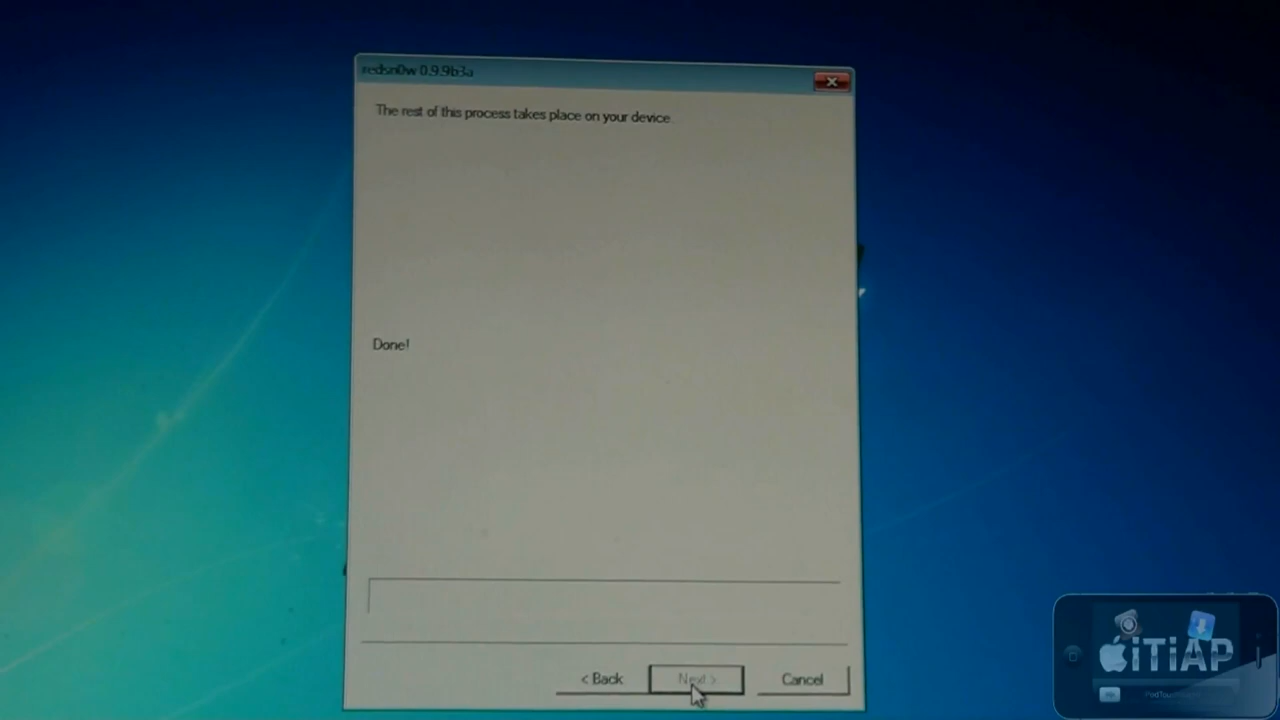 redsn0w 0.9.9b3a
The rest of this process takes place on your device.
Done!
< Back
Next >
Cancel
iTiAP